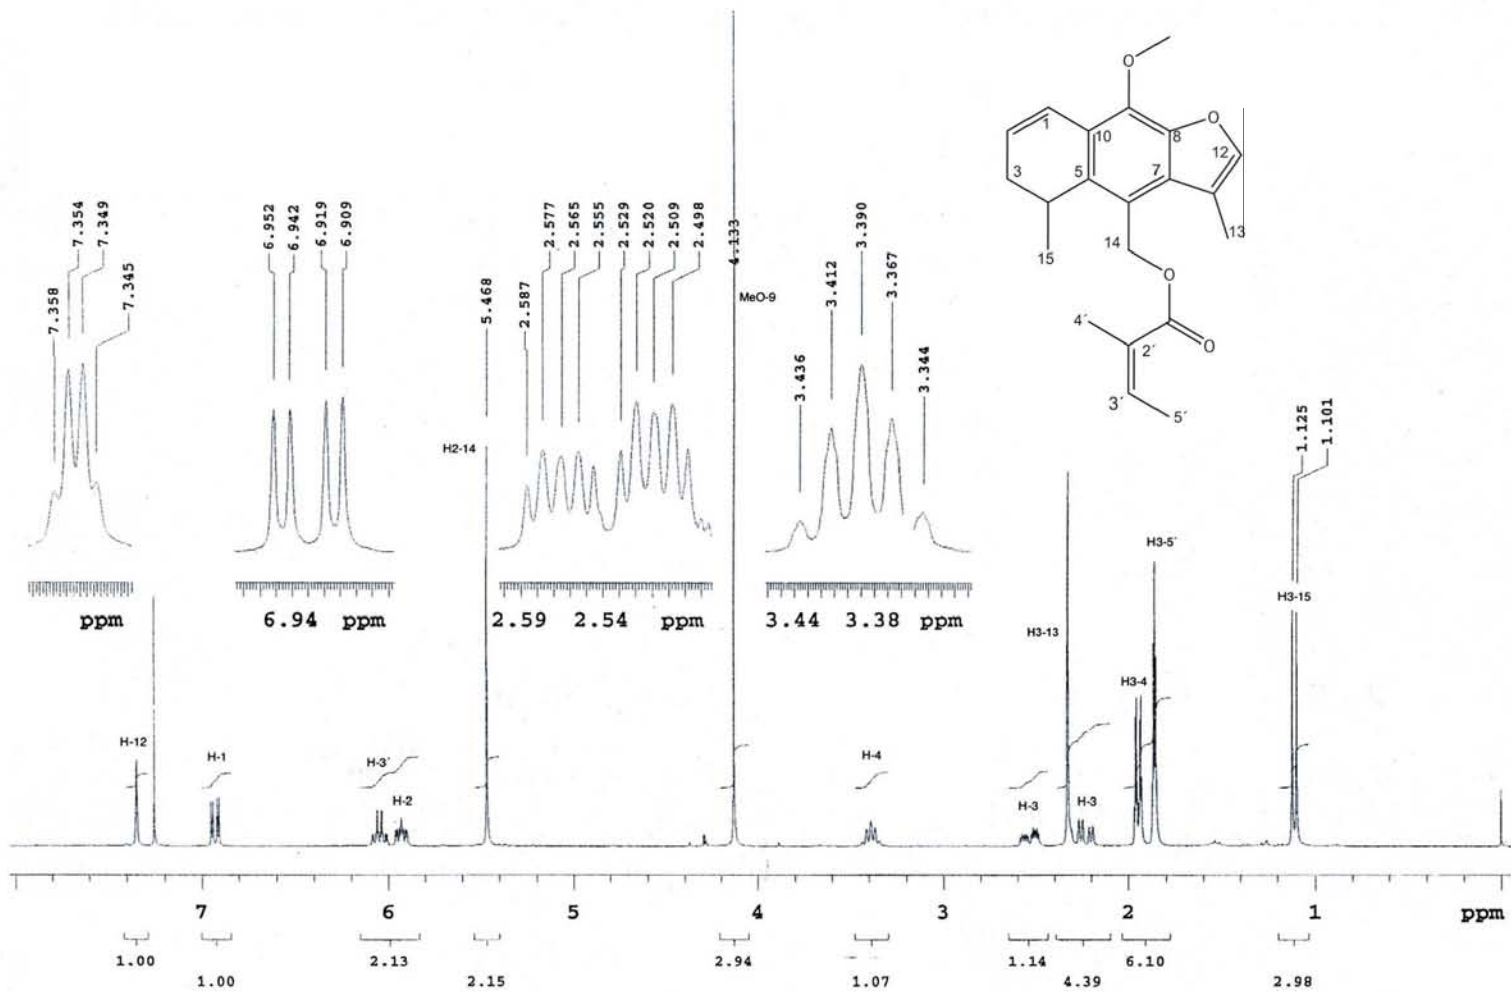 O
O
1
10
8
12
3
5
7
13
14
15
O
4´
2´
O
3´
5´
7.358
7.354
7.349
7.345
6.952
6.942
6.919
6.909
5.468
2.587
2.577
2.565
2.555
2.529
2.520
2.509
2.498
4.133
3.436
3.412
3.390
3.367
3.344
1.125
1.101
MeO-9
H2-14
H3-5´
H3-15
H3-13
H3-4
ppm
6.94 ppm
2.59 2.54 ppm
3.44 3.38 ppm
H-12
H-1
H-3´
H-2
H-4
H-3
H-3
7 6 5 4 3 2 1 ppm
1.00 2.13 2.94 1.14 6.10
1.00 2.15 1.07 4.39 2.98